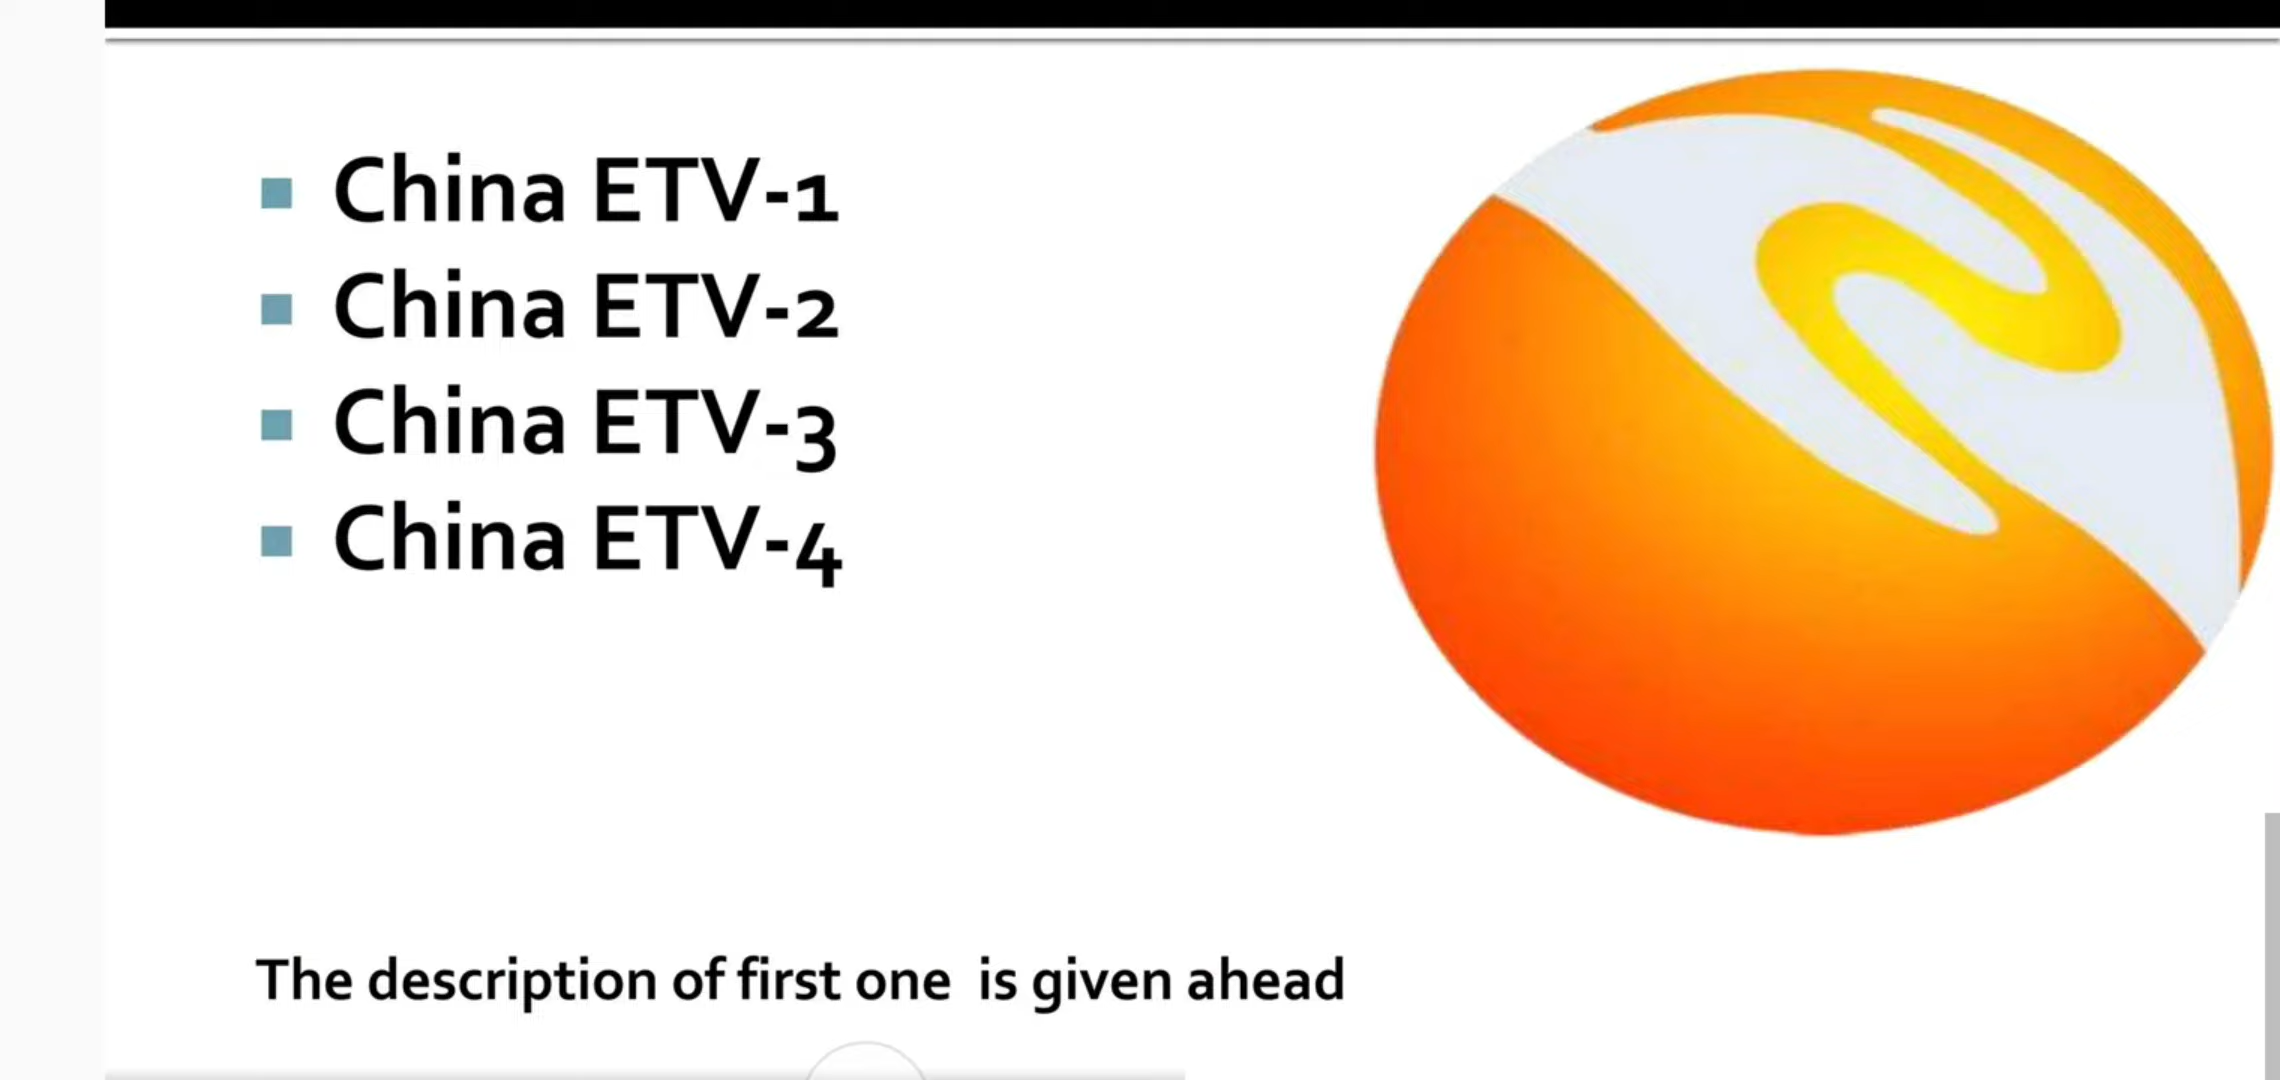 China ETV-1
China ETV-2
China ETV-3
China ETV-4
The description of first one is given ahead